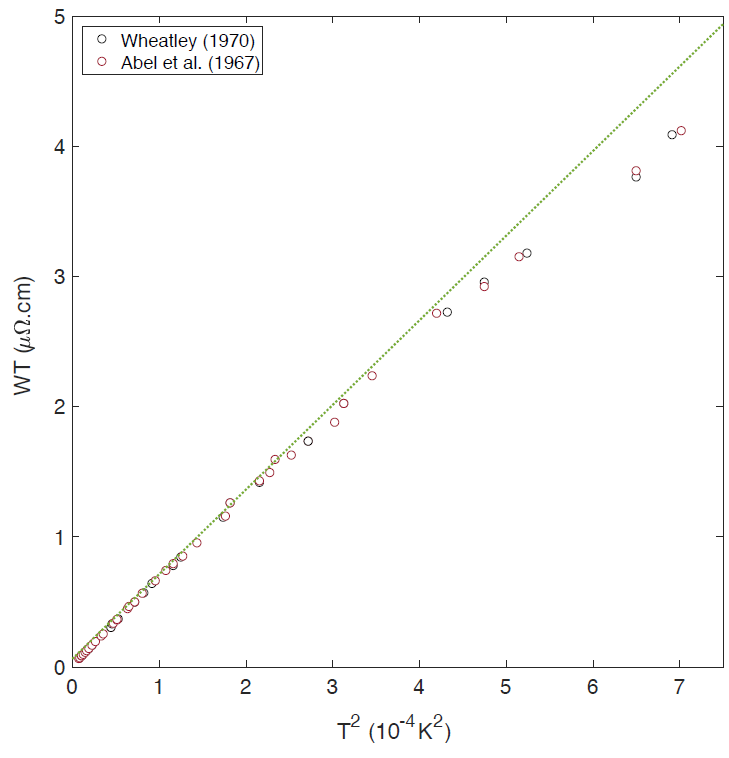 Wheatley (1970)
Abel et al. (1967)
5
4
3
2
1
0
WT (μΩ.cm)
0 1 2 3 4 5 6 7
T² (10⁻⁴K²)